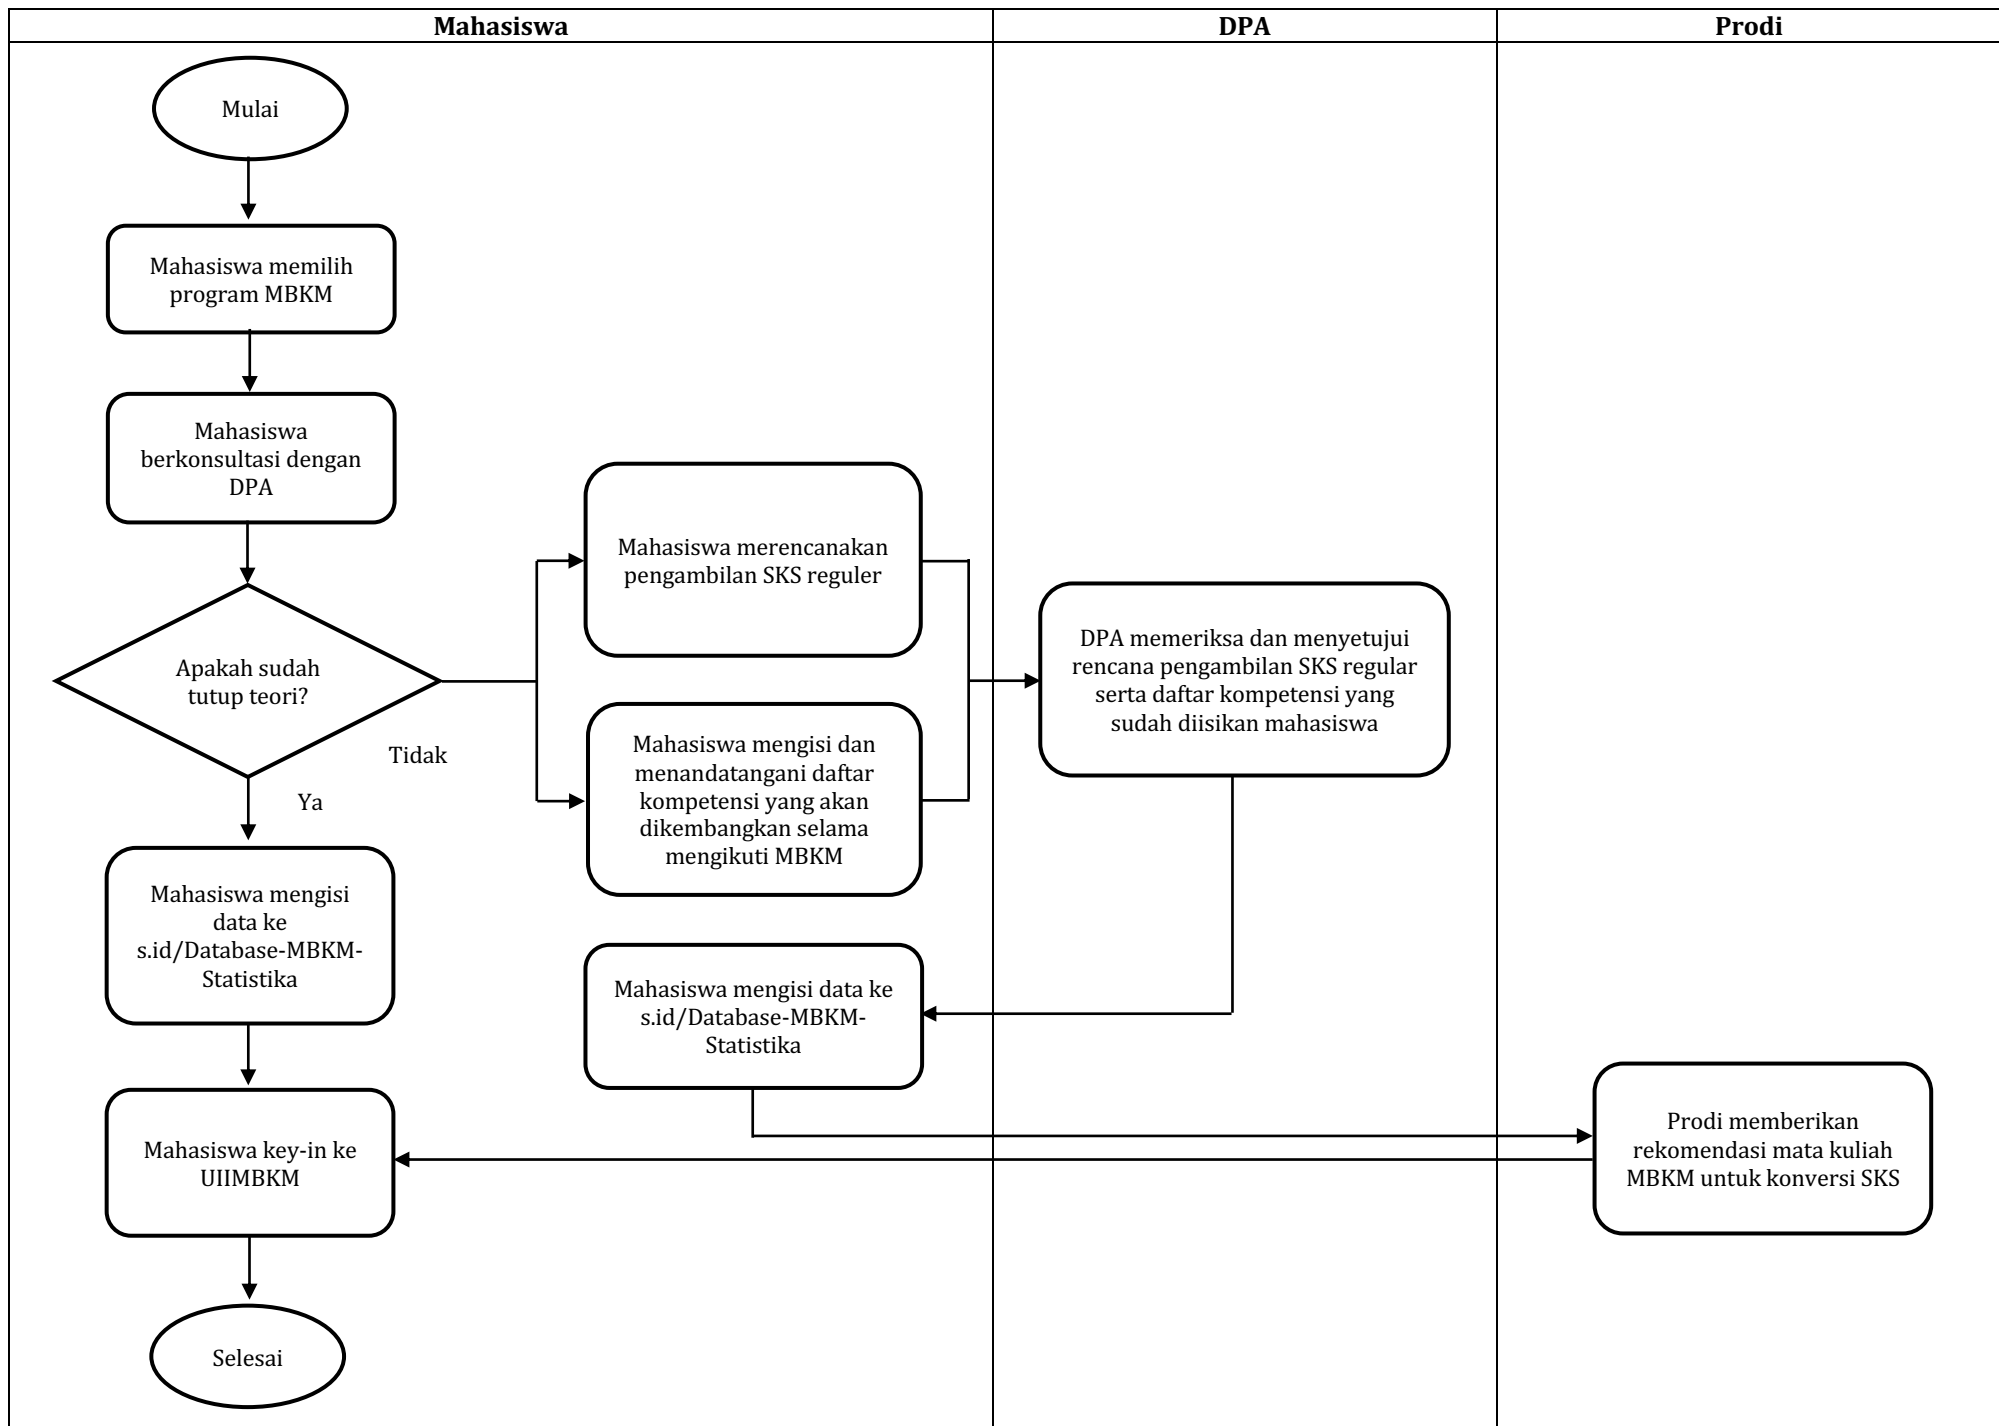 Mahasiswa
DPA
Prodi
Mulai
Mahasiswa memilih
program MBKM
Mahasiswa
berkonsultasi dengan
DPA
Apakah sudah
tutup teori?
Tidak
Ya
Mahasiswa merencanakan
pengambilan SKS reguler
Mahasiswa mengisi dan
menandatangani daftar
kompetensi yang akan
dikembangkan selama
mengikuti MBKM
DPA memeriksa dan menyetujui
rencana pengambilan SKS regular
serta daftar kompetensi yang
sudah diisikan mahasiswa
Mahasiswa mengisi
data ke
s.id/Database-MBKM-
Statistika
Mahasiswa mengisi data ke
s.id/Database-MBKM-
Statistika
Prodi memberikan
rekomendasi mata kuliah
MBKM untuk konversi SKS
Mahasiswa key-in ke
UIIMBKM
Selesai